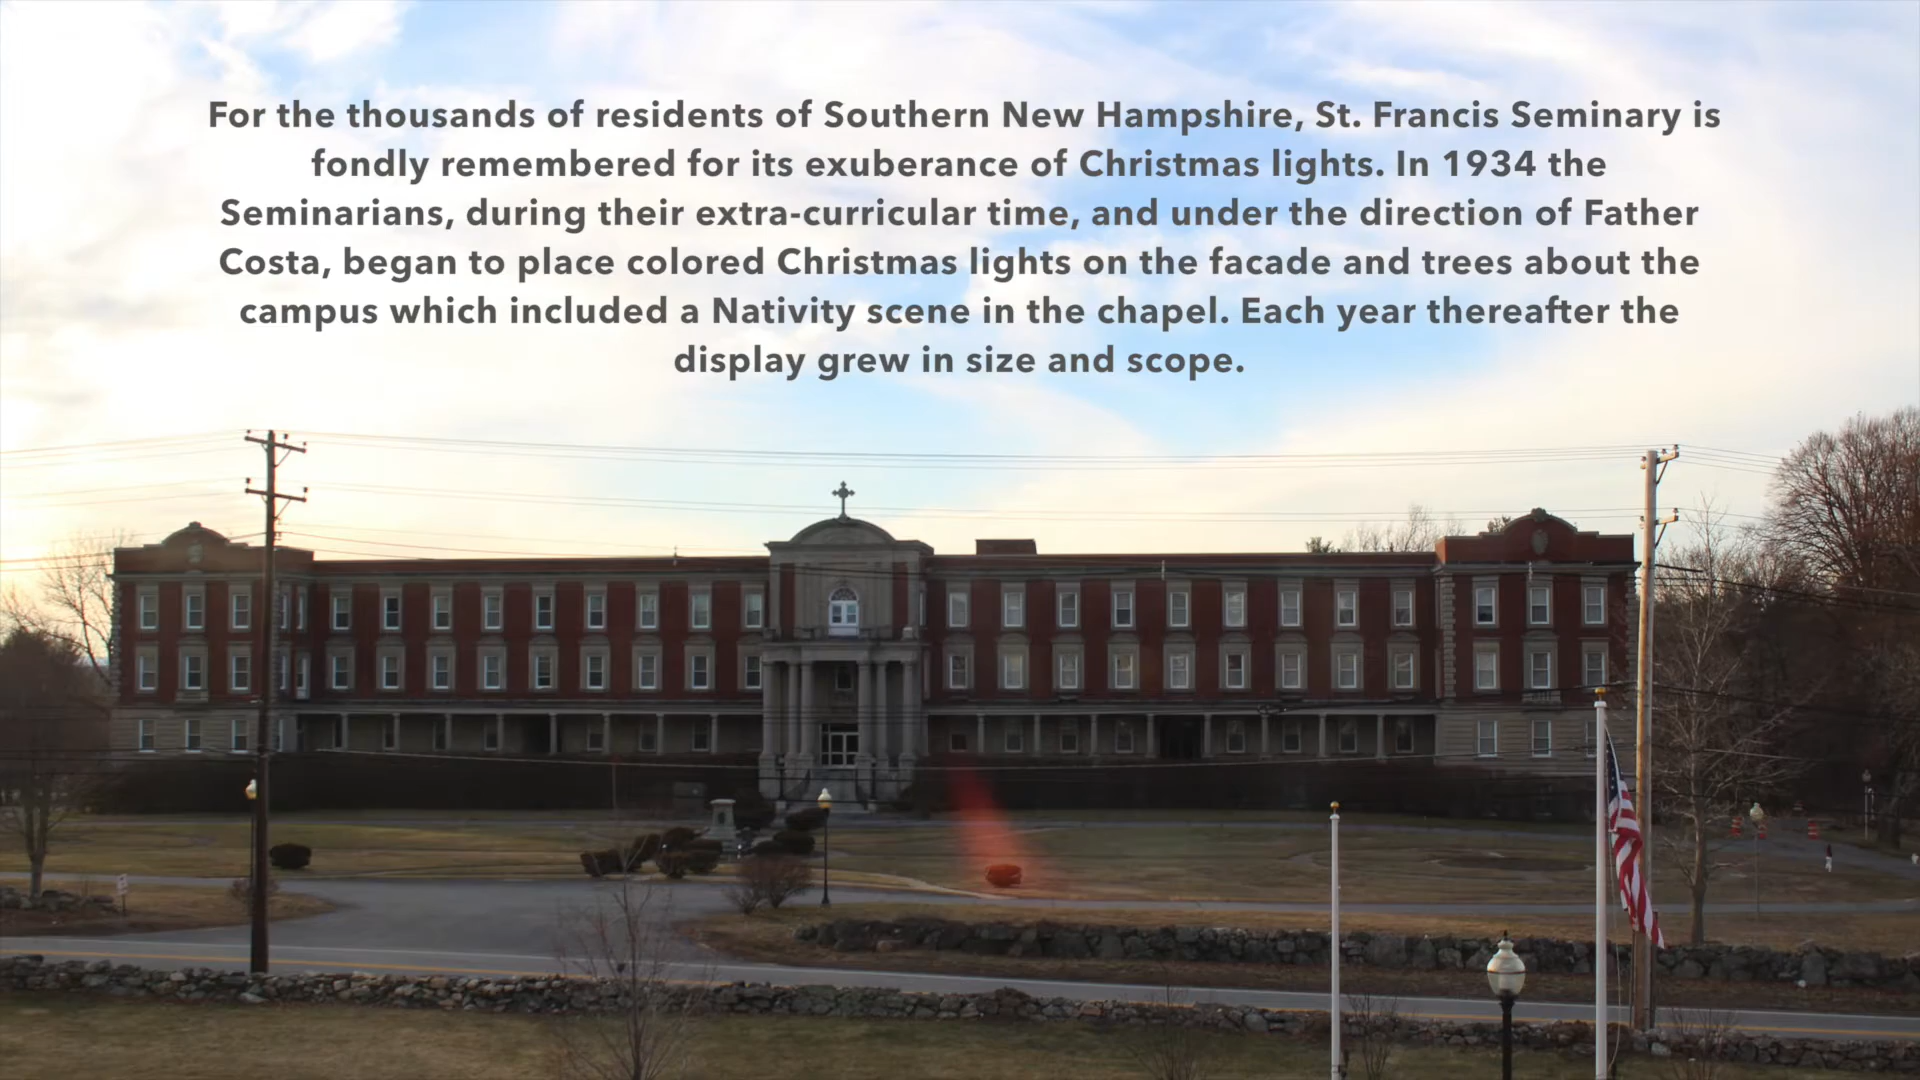 For the thousands of residents of Southern New Hampshire, St. Francis Seminary is
fondly remembered for its exuberance of Christmas lights. In 1934 the
Seminarians, during their extra-curricular time, and under the direction of Father
Costa, began to place colored Christmas lights on the facade and trees about the
campus which included a Nativity scene in the chapel. Each year thereafter the
display grew in size and scope.